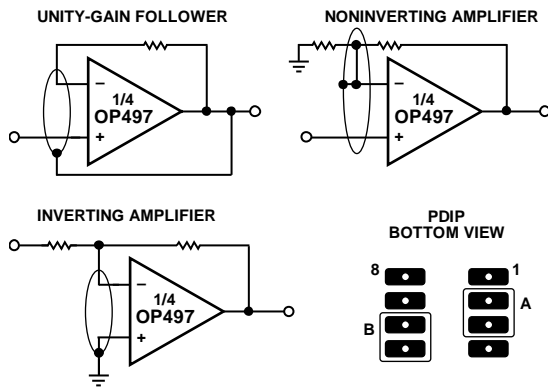 UNITY-GAIN FOLLOWER
−
1/4
OP497
+
NONINVERTING AMPLIFIER
−
1/4
OP497
+
INVERTING AMPLIFIER
−
1/4
OP497
+
PDIP
BOTTOM VIEW
8
1
A
B